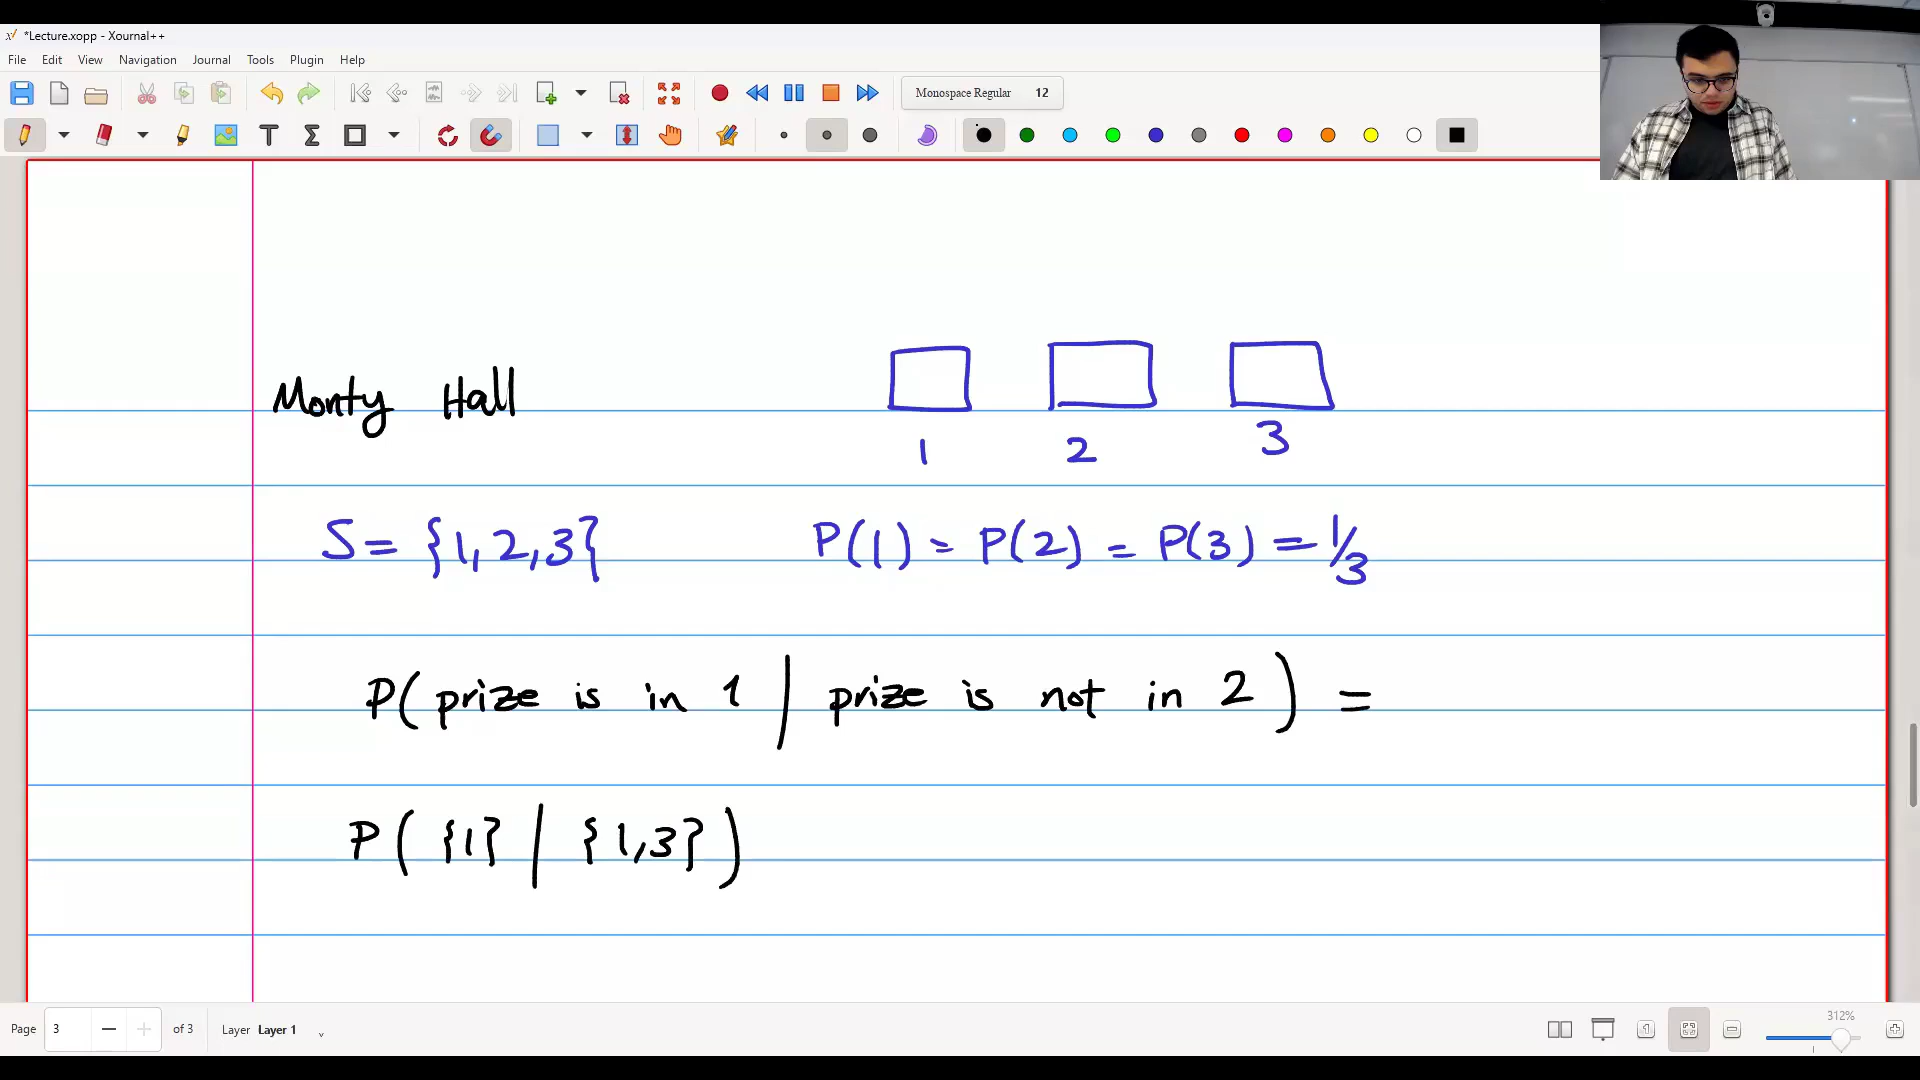 *Lecture.xopp - Xournal++
File Edit View Navigation Journal Tools Plugin Help
Monospace Regular 12
Monty Hall
1 2 3
S = {1,2,3} P(1) = P(2) = P(3) = 1/3
P( prize is in 1 | prize is not in 2 ) =
P( {1} | {1,3} )
Page 3 of 3 Layer Layer 1 312%